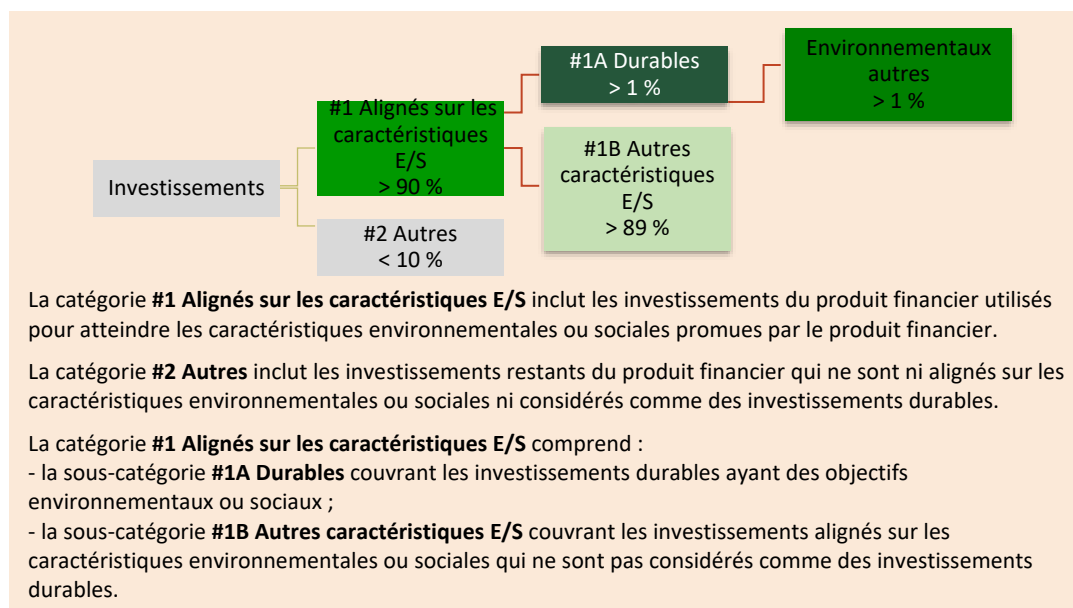 #1A Durables
> 1 %
Environnementaux
autres
> 1 %
#1 Alignés sur les
caractéristiques
E/S
> 90 %
#1B Autres
caractéristiques
E/S
> 89 %
Investissements
#2 Autres
< 10 %
La catégorie #1 Alignés sur les caractéristiques E/S inclut les investissements du produit financier utilisés
pour atteindre les caractéristiques environnementales ou sociales promues par le produit financier.
La catégorie #2 Autres inclut les investissements restants du produit financier qui ne sont ni alignés sur les
caractéristiques environnementales ou sociales ni considérés comme des investissements durables.
La catégorie #1 Alignés sur les caractéristiques E/S comprend :
- la sous-catégorie #1A Durables couvrant les investissements durables ayant des objectifs
environnementaux ou sociaux ;
- la sous-catégorie #1B Autres caractéristiques E/S couvrant les investissements alignés sur les
caractéristiques environnementales ou sociales qui ne sont pas considérés comme des investissements
durables.